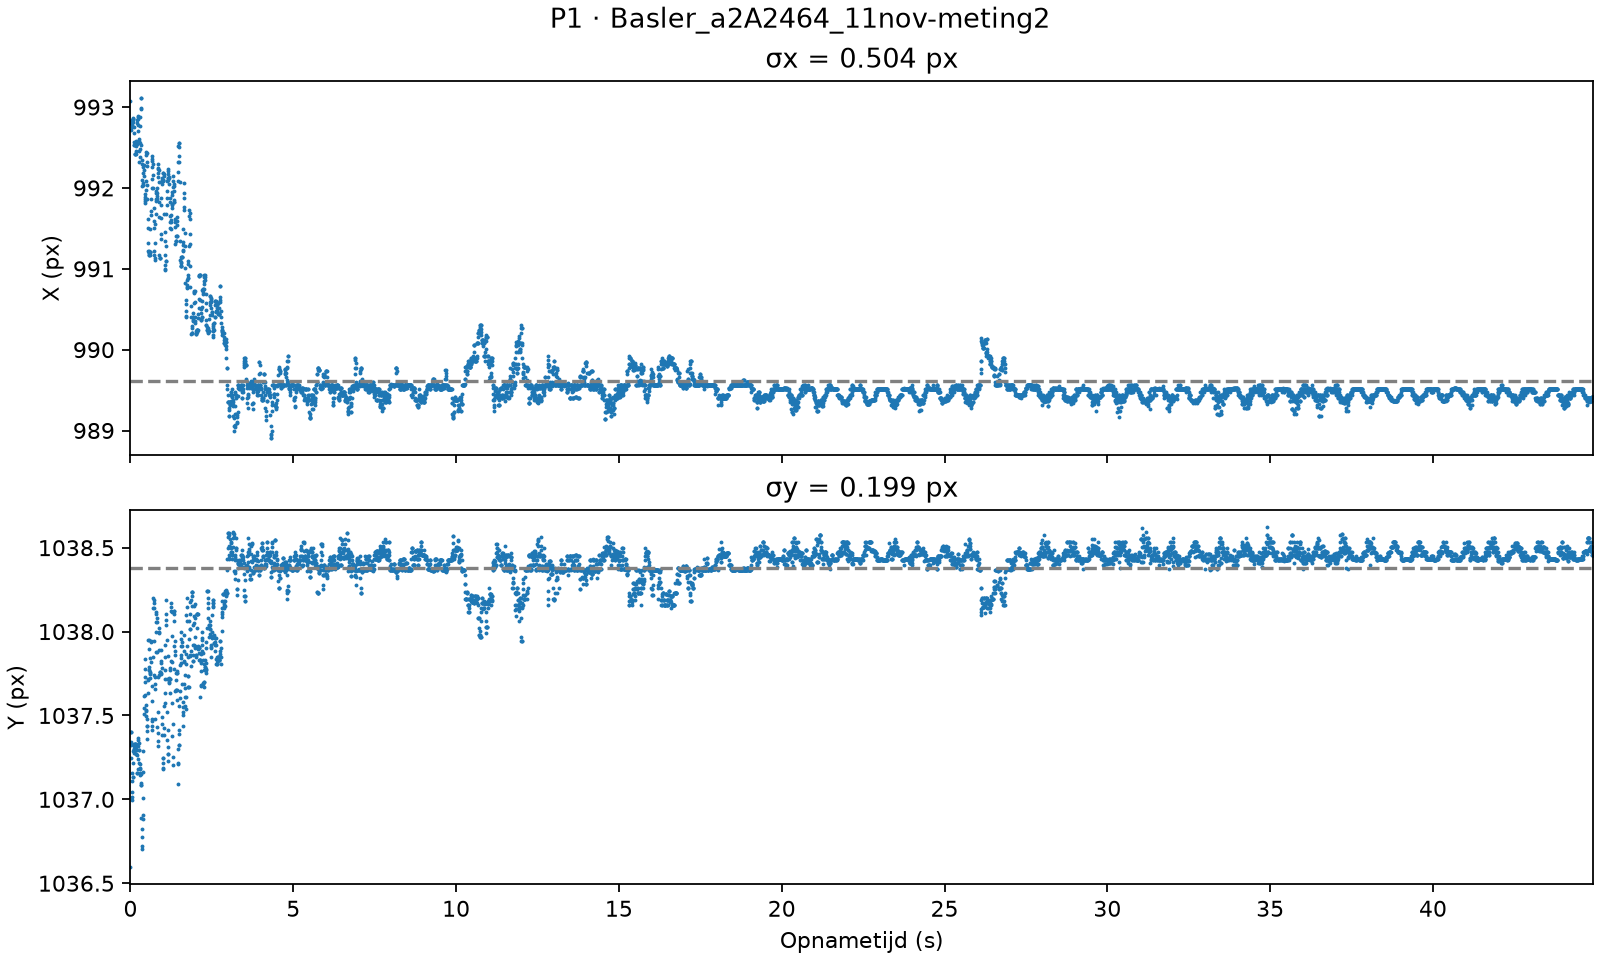 P1 · Basler_a2A2464_11nov-meting2
σx = 0.504 px
993
992
991
990
989
X (px)
σy = 0.199 px
1038.5
1038.0
1037.5
1037.0
1036.5
Y (px)
0 5 10 15 20 25 30 35 40
Opnametijd (s)